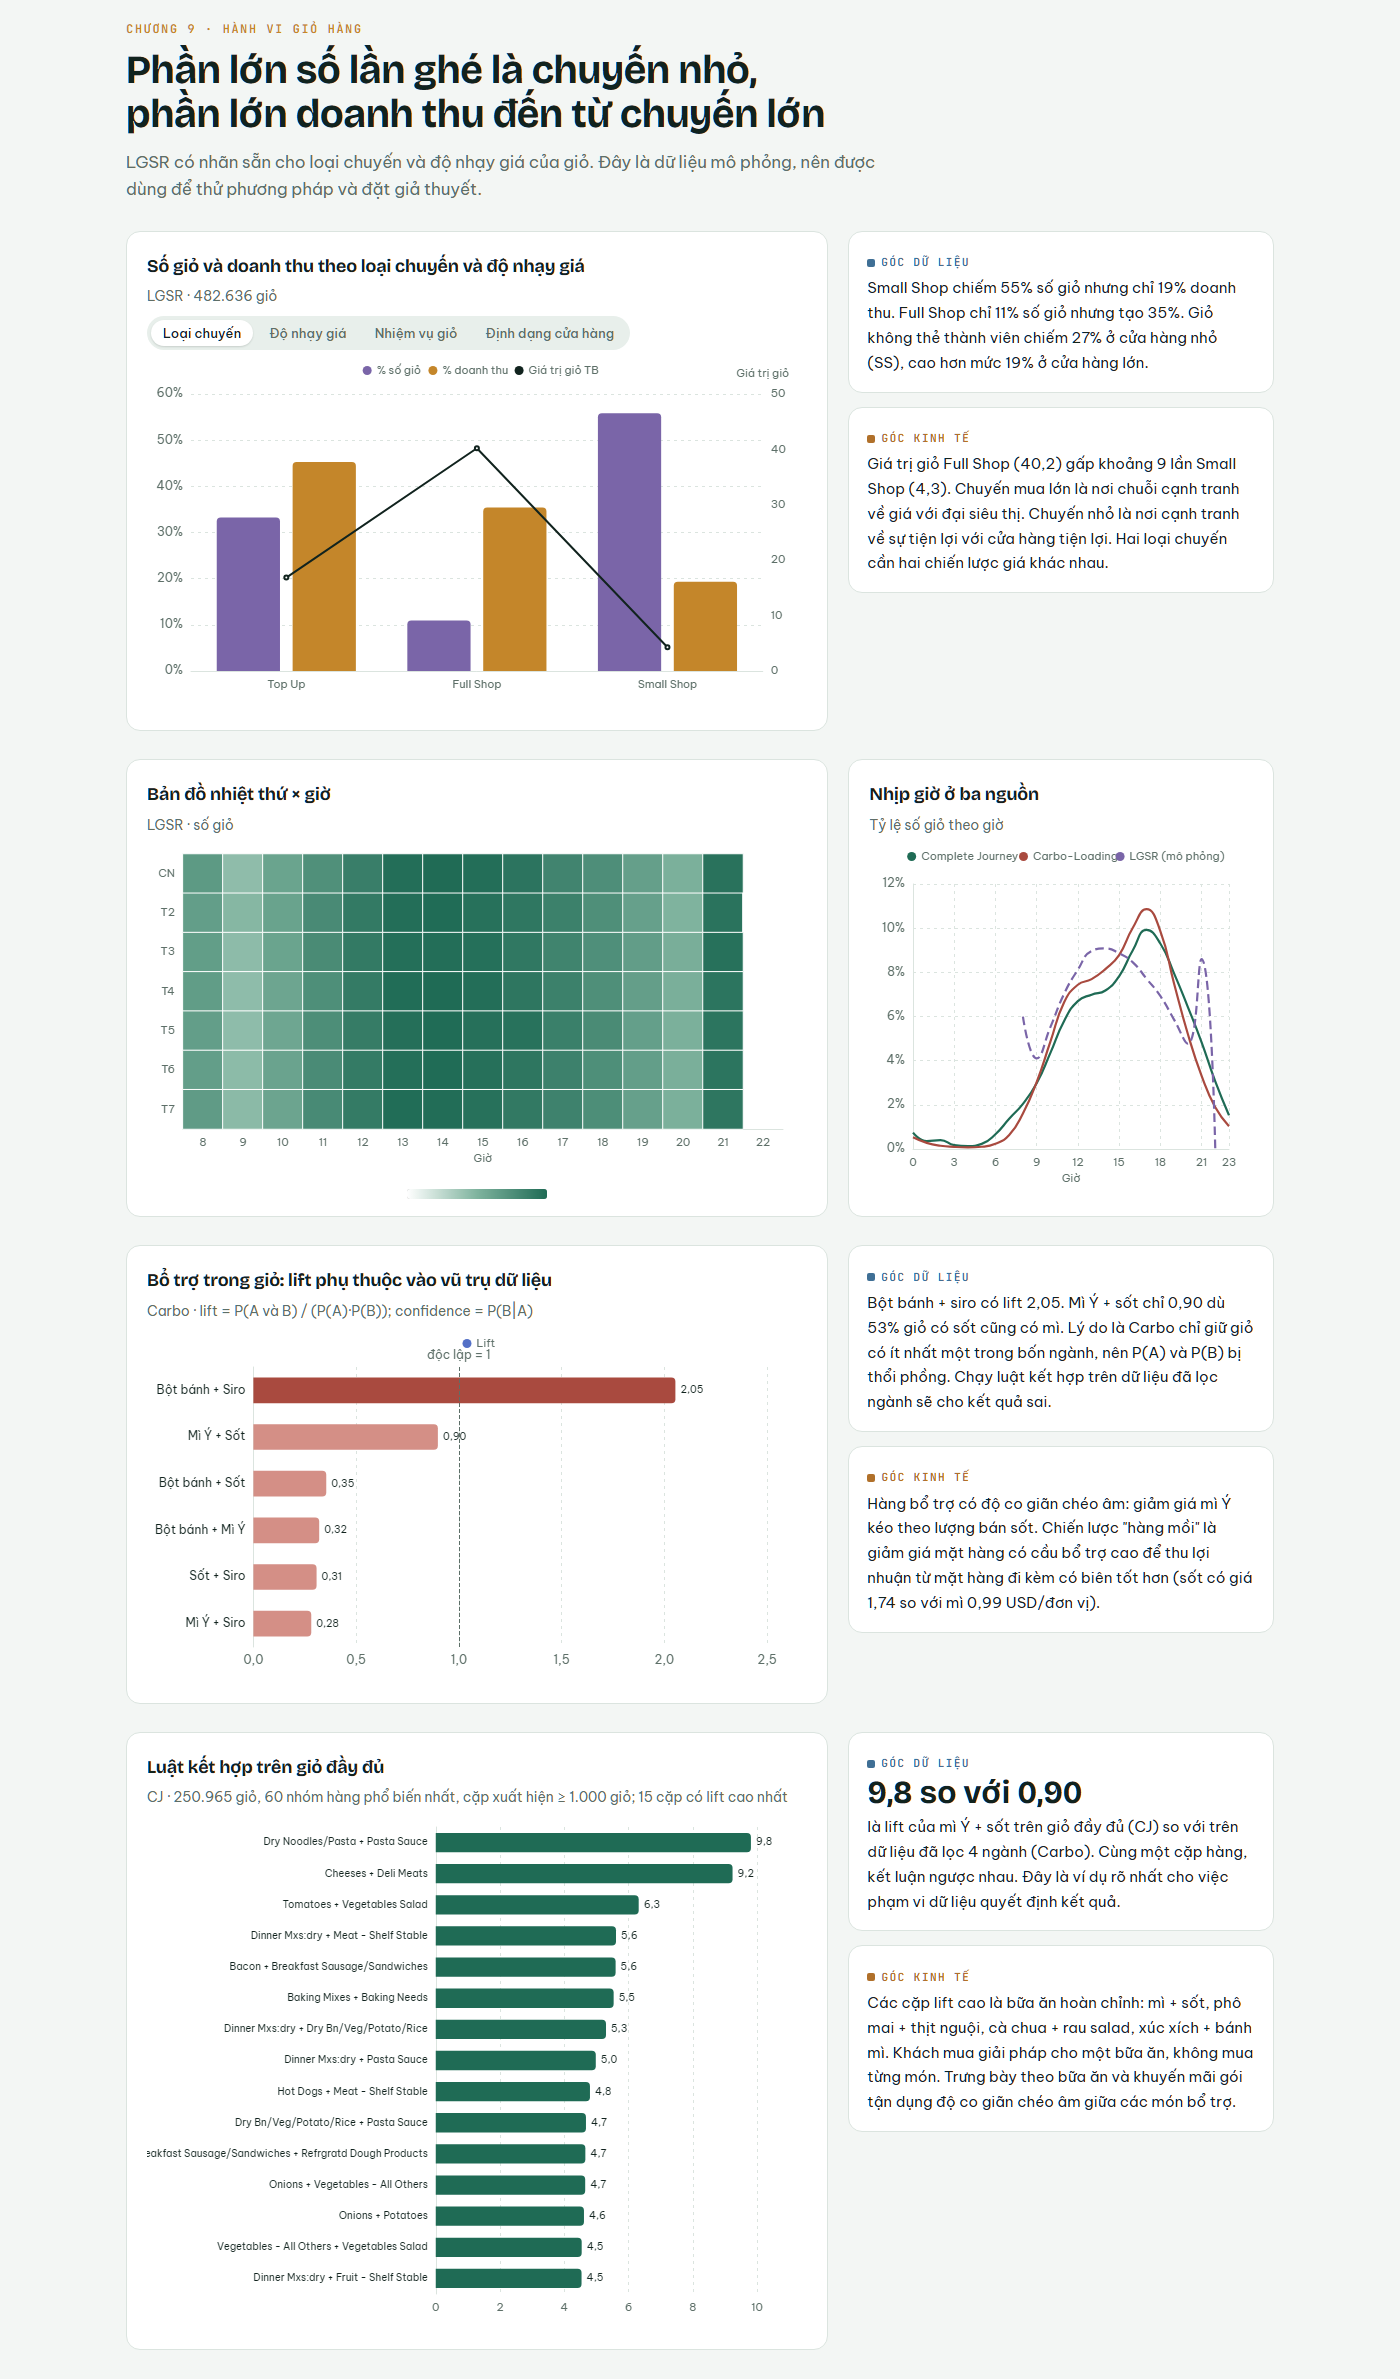 CHƯƠNG 9 · HÀNH VI GIỎ HÀNG
Phần lớn số lần ghé là chuyến nhỏ,
phần lớn doanh thu đến từ chuyến lớn
LGSR có nhãn sẵn cho loại chuyến và độ nhạy giá của giỏ. Đây là dữ liệu mô phỏng, nên được
dùng để thử phương pháp và đặt giả thuyết.
Số giỏ và doanh thu theo loại chuyến và độ nhạy giá
LGSR · 482.636 giỏ
Loại chuyến Độ nhạy giá Nhiệm vụ giỏ Định dạng cửa hàng
% số giỏ % doanh thu Giá trị giỏ TB
Giá trị giỏ
60% 50
50% 40
40%
30% 30
20% 20
10% 10
0% 0
Top Up Full Shop Small Shop
GÓC DỮ LIỆU
Small Shop chiếm 55% số giỏ nhưng chỉ 19% doanh
thu. Full Shop chỉ 11% số giỏ nhưng tạo 35%. Giỏ
không thẻ thành viên chiếm 27% ở cửa hàng nhỏ
(SS), cao hơn mức 19% ở cửa hàng lớn.
GÓC KINH TẾ
Giá trị giỏ Full Shop (40,2) gấp khoảng 9 lần Small
Shop (4,3). Chuyến mua lớn là nơi chuỗi cạnh tranh
về giá với đại siêu thị. Chuyến nhỏ là nơi cạnh tranh
về sự tiện lợi với cửa hàng tiện lợi. Hai loại chuyến
cần hai chiến lược giá khác nhau.
Bản đồ nhiệt thứ × giờ
LGSR · số giỏ
CN
T2
T3
T4
T5
T6
T7
8 9 10 11 12 13 14 15 16 17 18 19 20 21 22
Giờ
Nhịp giờ ở ba nguồn
Tỷ lệ số giỏ theo giờ
Complete Journey Carbo-Loading LGSR (mô phỏng)
12%
10%
8%
6%
4%
2%
0%
0 3 6 9 12 15 18 21 23
Giờ
Bổ trợ trong giỏ: lift phụ thuộc vào vũ trụ dữ liệu
Carbo · lift = P(A và B) / (P(A)·P(B)); confidence = P(B|A)
Lift
độc lập = 1
Bột bánh + Siro 2,05
Mì Ý + Sốt 0,90
Bột bánh + Sốt 0,35
Bột bánh + Mì Ý 0,32
Sốt + Siro 0,31
Mì Ý + Siro 0,28
0,0 0,5 1,0 1,5 2,0 2,5
GÓC DỮ LIỆU
Bột bánh + siro có lift 2,05. Mì Ý + sốt chỉ 0,90 dù
53% giỏ có sốt cũng có mì. Lý do là Carbo chỉ giữ giỏ
có ít nhất một trong bốn ngành, nên P(A) và P(B) bị
thổi phồng. Chạy luật kết hợp trên dữ liệu đã lọc
ngành sẽ cho kết quả sai.
GÓC KINH TẾ
Hàng bổ trợ có độ co giãn chéo âm: giảm giá mì Ý
kéo theo lượng bán sốt. Chiến lược "hàng mồi" là
giảm giá mặt hàng có cầu bổ trợ cao để thu lợi
nhuận từ mặt hàng đi kèm có biên tốt hơn (sốt có giá
1,74 so với mì 0,99 USD/đơn vị).
Luật kết hợp trên giỏ đầy đủ
CJ · 250.965 giỏ, 60 nhóm hàng phổ biến nhất, cặp xuất hiện ≥ 1.000 giỏ; 15 cặp có lift cao nhất
Dry Noodles/Pasta + Pasta Sauce 9,8
Cheeses + Deli Meats 9,2
Tomatoes + Vegetables Salad 6,3
Dinner Mxs:dry + Meat - Shelf Stable 5,6
Bacon + Breakfast Sausage/Sandwiches 5,6
Baking Mixes + Baking Needs 5,5
Dinner Mxs:dry + Dry Bn/Veg/Potato/Rice 5,3
Dinner Mxs:dry + Pasta Sauce 5,0
Hot Dogs + Meat - Shelf Stable 4,8
Dry Bn/Veg/Potato/Rice + Pasta Sauce 4,7
eakfast Sausage/Sandwiches + Refrgratd Dough Products 4,7
Onions + Vegetables - All Others 4,7
Onions + Potatoes 4,6
Vegetables - All Others + Vegetables Salad 4,5
Dinner Mxs:dry + Fruit - Shelf Stable 4,5
0 2 4 6 8 10
GÓC DỮ LIỆU
9,8 so với 0,90
là lift của mì Ý + sốt trên giỏ đầy đủ (CJ) so với trên
dữ liệu đã lọc 4 ngành (Carbo). Cùng một cặp hàng,
kết luận ngược nhau. Đây là ví dụ rõ nhất cho việc
phạm vi dữ liệu quyết định kết quả.
GÓC KINH TẾ
Các cặp lift cao là bữa ăn hoàn chỉnh: mì + sốt, phô
mai + thịt nguội, cà chua + rau salad, xúc xích + bánh
mì. Khách mua giải pháp cho một bữa ăn, không mua
từng món. Trưng bày theo bữa ăn và khuyến mãi gói
tận dụng độ co giãn chéo âm giữa các món bổ trợ.